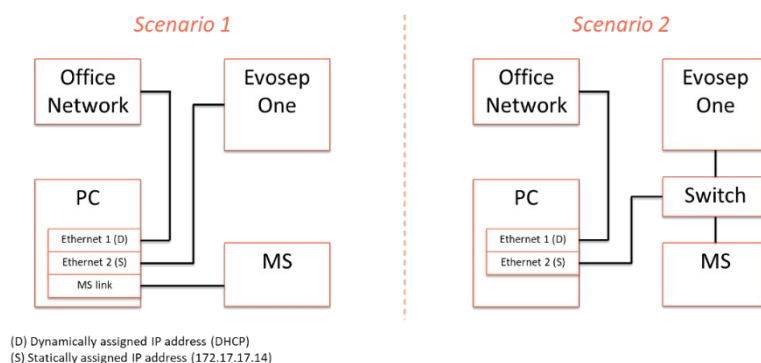 Scenario 1
Office
Network
Evosep
One
PC
Ethernet 1 (D)
Ethernet 2 (S)
MS link
MS
Scenario 2
Office
Network
Evosep
One
PC
Ethernet 1 (D)
Ethernet 2 (S)
Switch
MS
(D) Dynamically assigned IP address (DHCP)
(S) Statically assigned IP address (172.17.17.14)